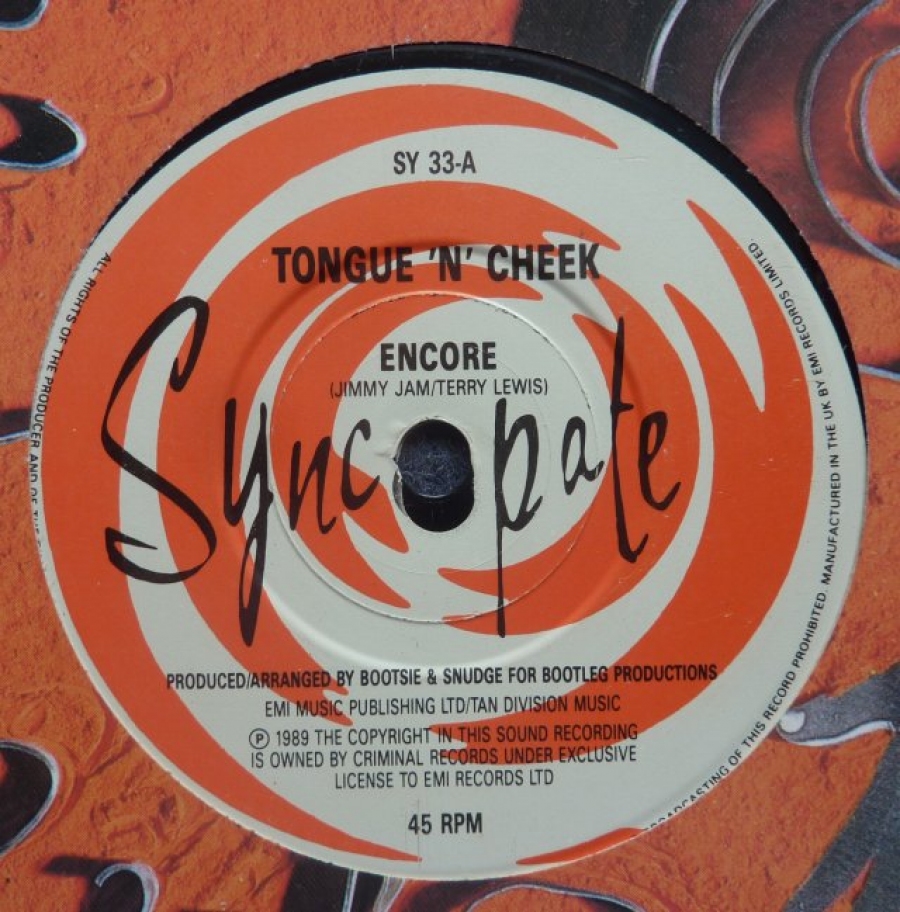 SY 33-A
TONGUE 'N' CHEEK
ENCORE
(JIMMY JAM/TERRY LEWIS)
Sync pate
PRODUCED/ARRANGED BY BOOTSIE & SNUDGE FOR BOOTLEG PRODUCTIONS
EMI MUSIC PUBLISHING LTD/TAN DIVISION MUSIC
Ⓟ 1989 THE COPYRIGHT IN THIS SOUND RECORDING
IS OWNED BY CRIMINAL RECORDS UNDER EXCLUSIVE
LICENSE TO EMI RECORDS LTD
45 RPM
ALL RIGHTS OF THE PRODUCER AND OF THE
BROADCASTING OF THIS RECORD PROHIBITED. MANUFACTURED IN THE UK BY EMI RECORDS LIMITED.